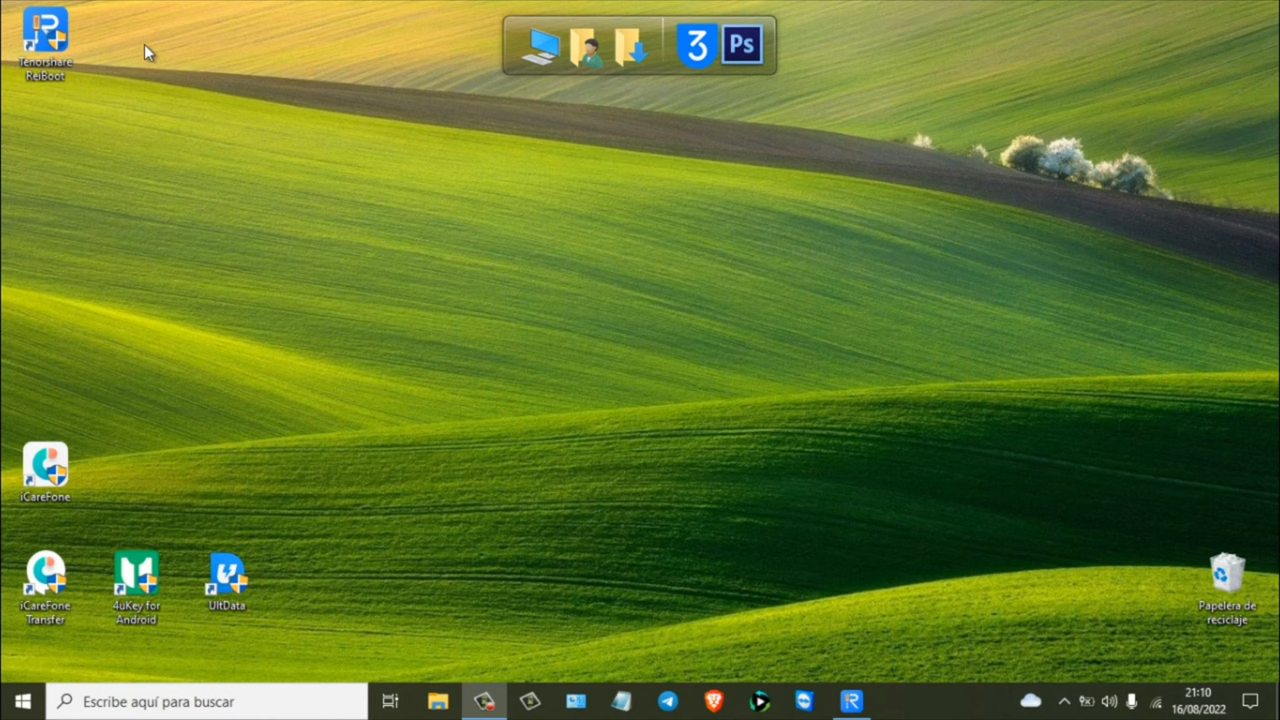 Tenorshare
ReiBoot
3
Ps
iCareFone
iCareFone
Transfer
4uKey for
Android
UltData
Papelera de
reciclaje
Escribe aquí para buscar
21:10
16/08/2022